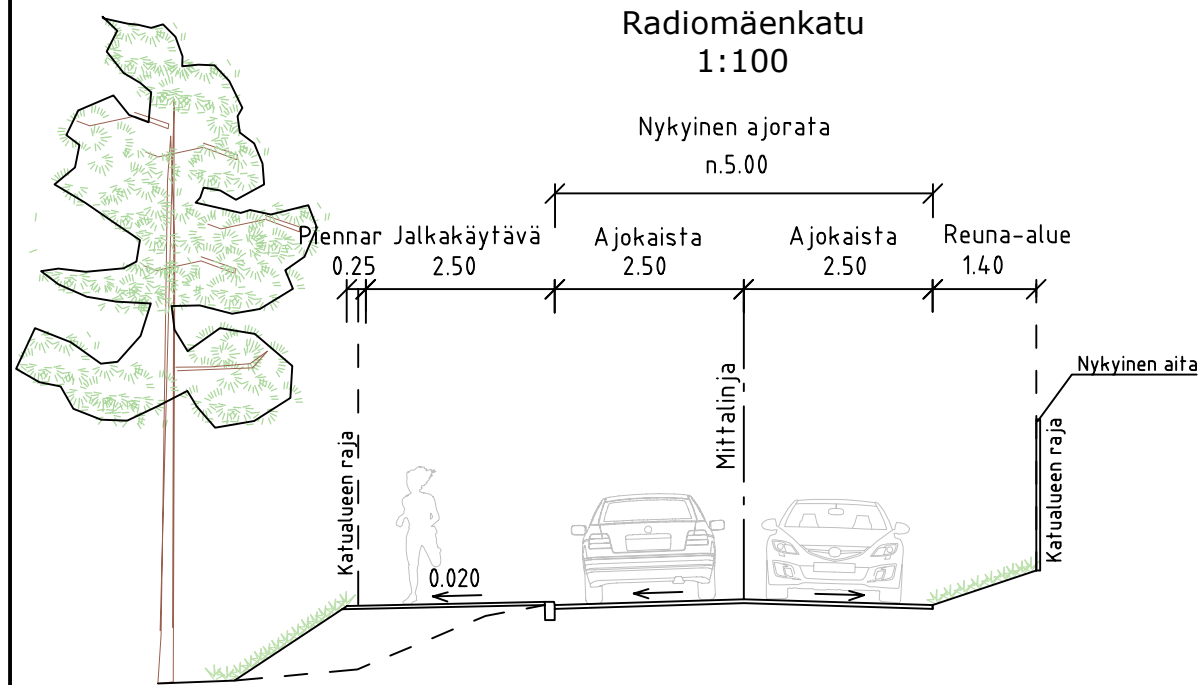 Radiomäenkatu
1:100
Nykyinen ajorata
n.5.00
Piennar Jalkakäytävä Ajokaista Ajokaista Reuna-alue
0.25 2.50 2.50 2.50 1.40
Nykyinen aita
Mittalinja
Katualueen raja
Katualueen raja
0.020